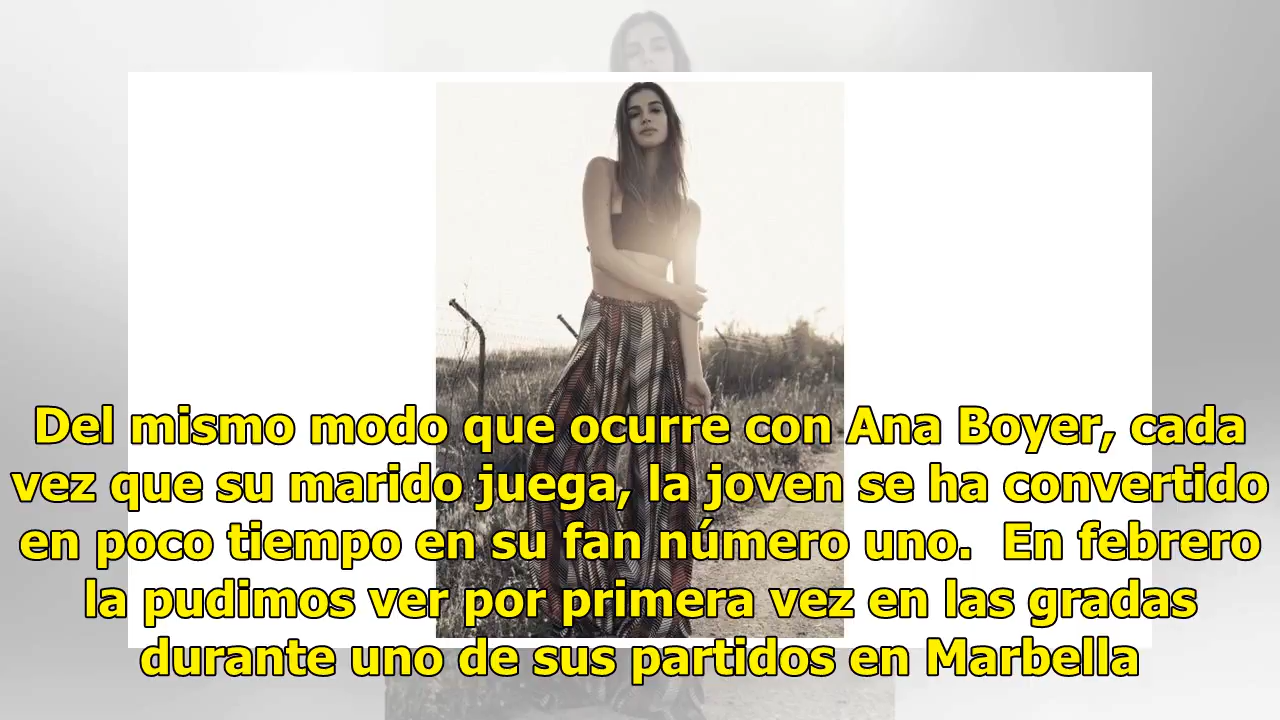 Del mismo modo que ocurre con Ana Boyer, cada
vez que su marido juega, la joven se ha convertido
en poco tiempo en su fan número uno.  En febrero
la pudimos ver por primera vez en las gradas
durante uno de sus partidos en Marbella